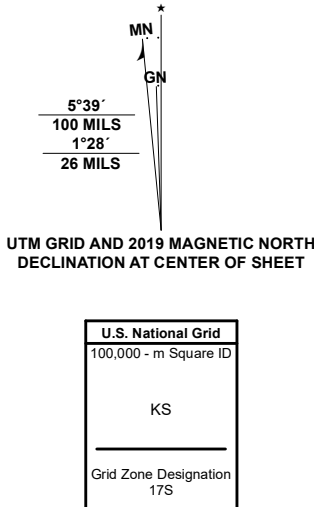 ★
MN
GN
5°39´
100 MILS
1°28´
26 MILS
UTM GRID AND 2019 MAGNETIC NORTH
DECLINATION AT CENTER OF SHEET
U.S. National Grid
100,000 - m Square ID
KS
Grid Zone Designation
17S